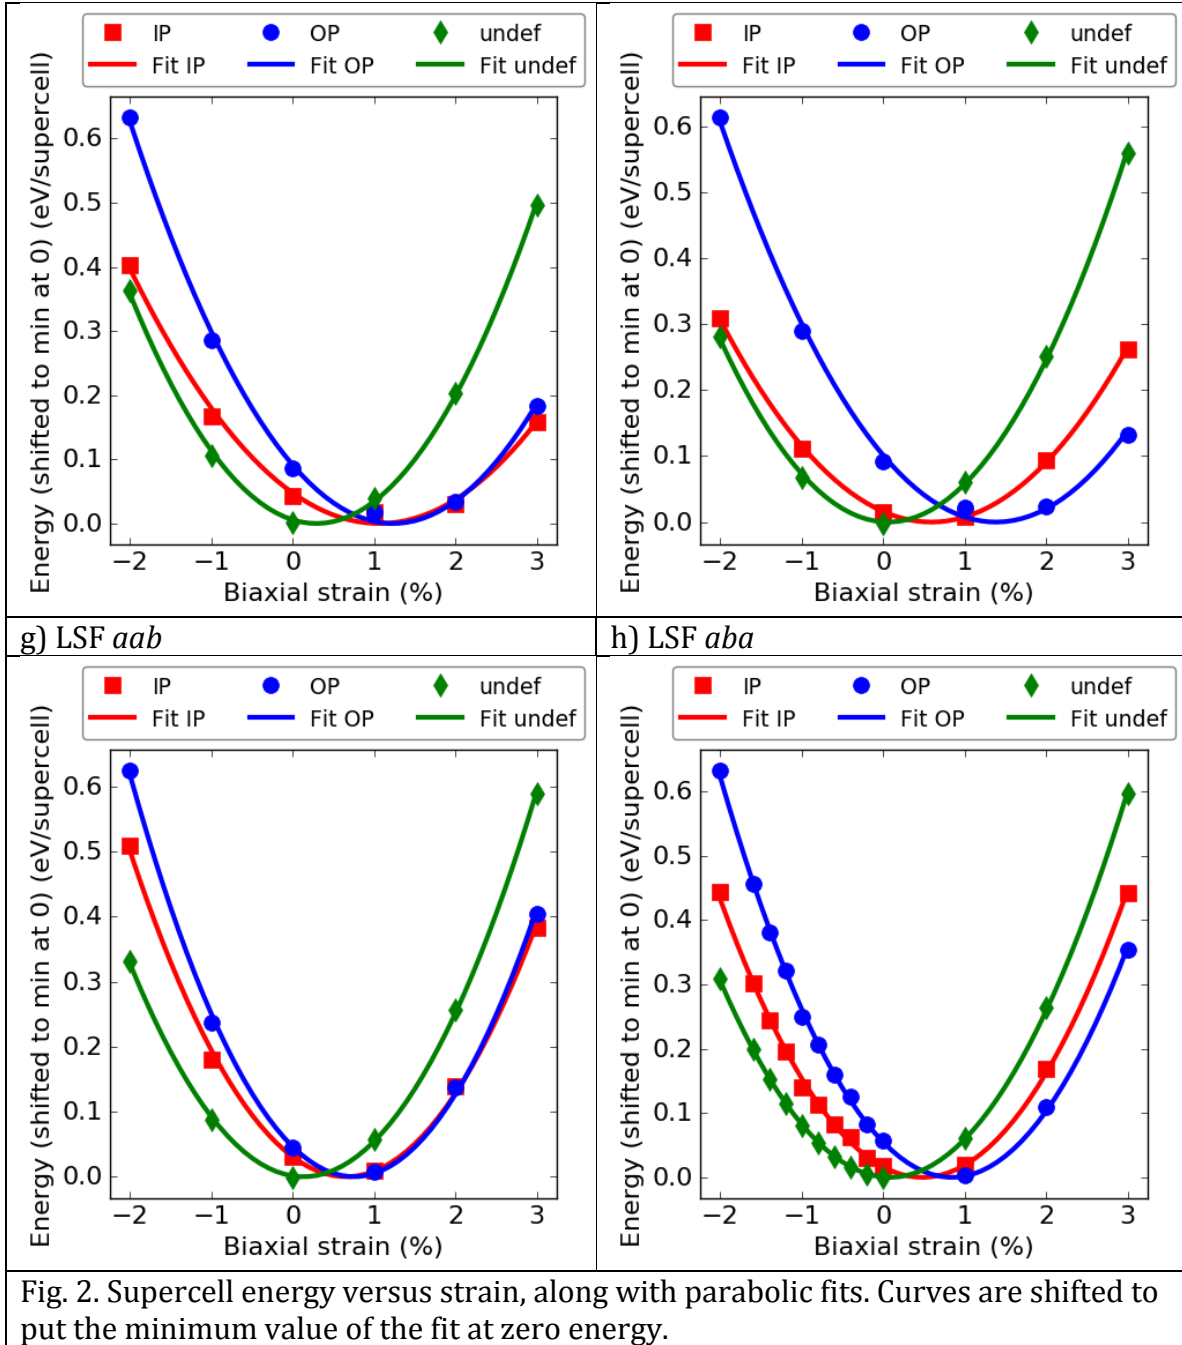 IP OP undef
Fit IP Fit OP Fit undef
Energy (shifted to min at 0) (eV/supercell)
0.6
0.5
0.4
0.3
0.2
0.1
0.0
−2 −1 0 1 2 3
Biaxial strain (%)
IP OP undef
Fit IP Fit OP Fit undef
Energy (shifted to min at 0) (eV/supercell)
0.6
0.5
0.4
0.3
0.2
0.1
0.0
−2 −1 0 1 2 3
Biaxial strain (%)
g) LSF aab
h) LSF aba
IP OP undef
Fit IP Fit OP Fit undef
Energy (shifted to min at 0) (eV/supercell)
0.6
0.5
0.4
0.3
0.2
0.1
0.0
−2 −1 0 1 2 3
Biaxial strain (%)
IP OP undef
Fit IP Fit OP Fit undef
Energy (shifted to min at 0) (eV/supercell)
0.6
0.5
0.4
0.3
0.2
0.1
0.0
−2 −1 0 1 2 3
Biaxial strain (%)
Fig. 2. Supercell energy versus strain, along with parabolic fits. Curves are shifted to
put the minimum value of the fit at zero energy.